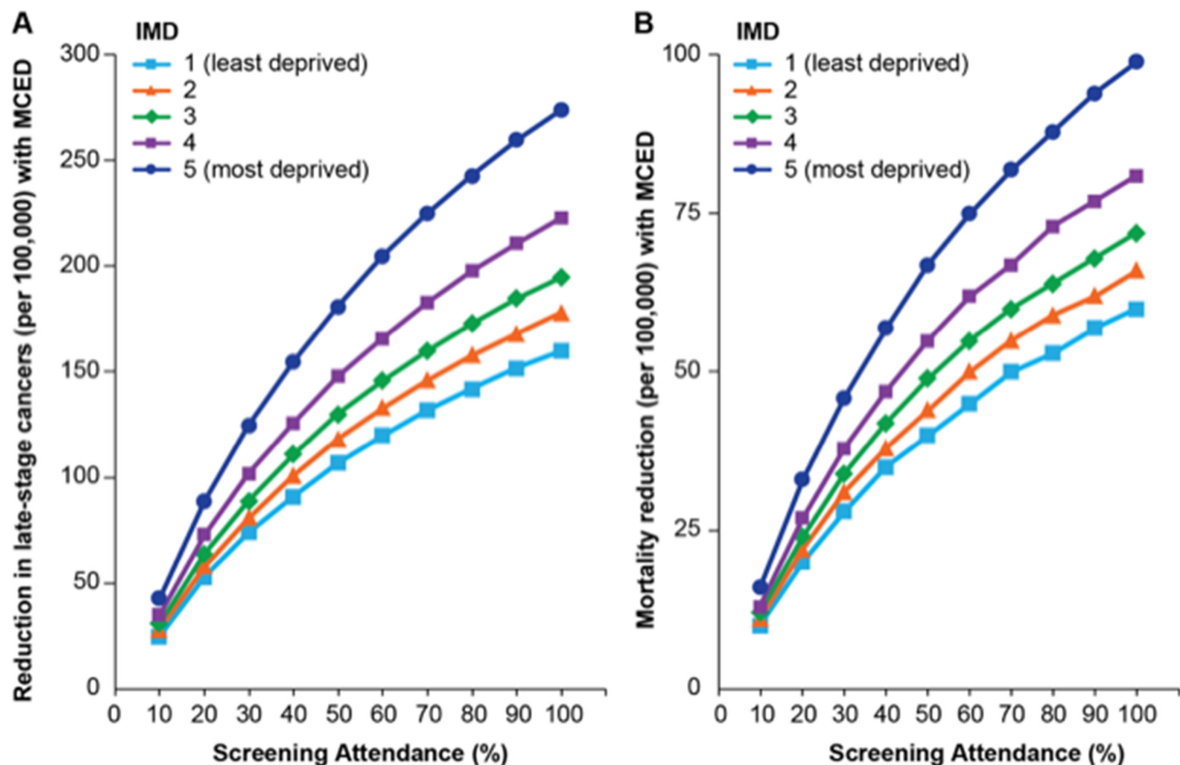 A
IMD
1 (least deprived)
2
3
4
5 (most deprived)
Reduction in late-stage cancers (per 100,000) with MCED
300
250
200
150
100
50
0
0 10 20 30 40 50 60 70 80 90 100
Screening Attendance (%)
B
IMD
1 (least deprived)
2
3
4
5 (most deprived)
Mortality reduction (per 100,000) with MCED
100
75
50
25
0
0 10 20 30 40 50 60 70 80 90 100
Screening Attendance (%)